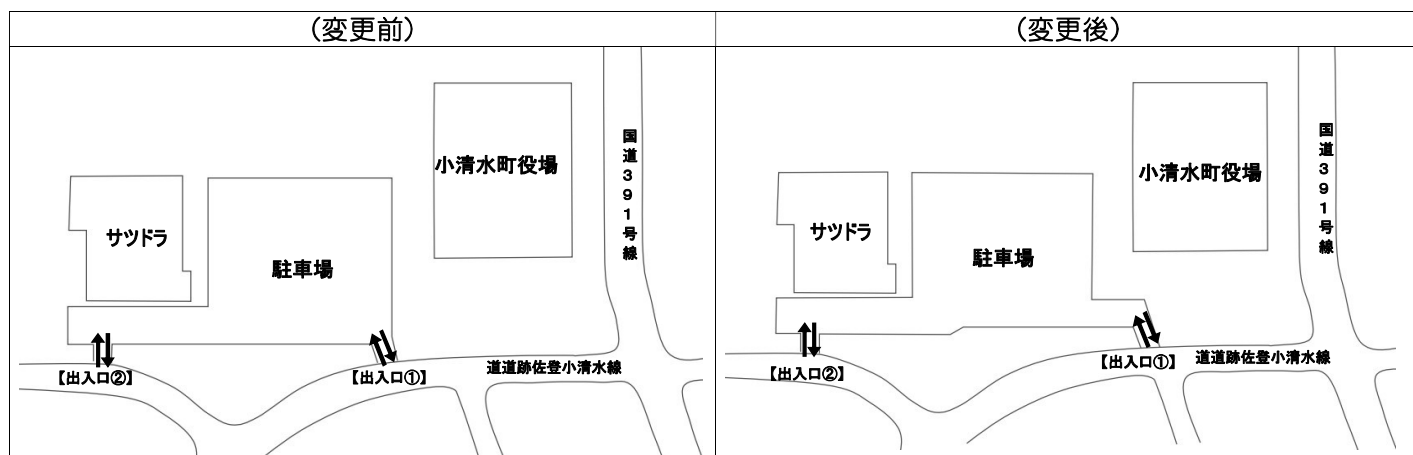 (変更前)
小清水町役場
国道391号線
サツドラ
駐車場
【出入口②】
【出入口①】
道道跡佐登小清水線
(変更後)
小清水町役場
国道391号線
サツドラ
駐車場
【出入口②】
【出入口①】
道道跡佐登小清水線